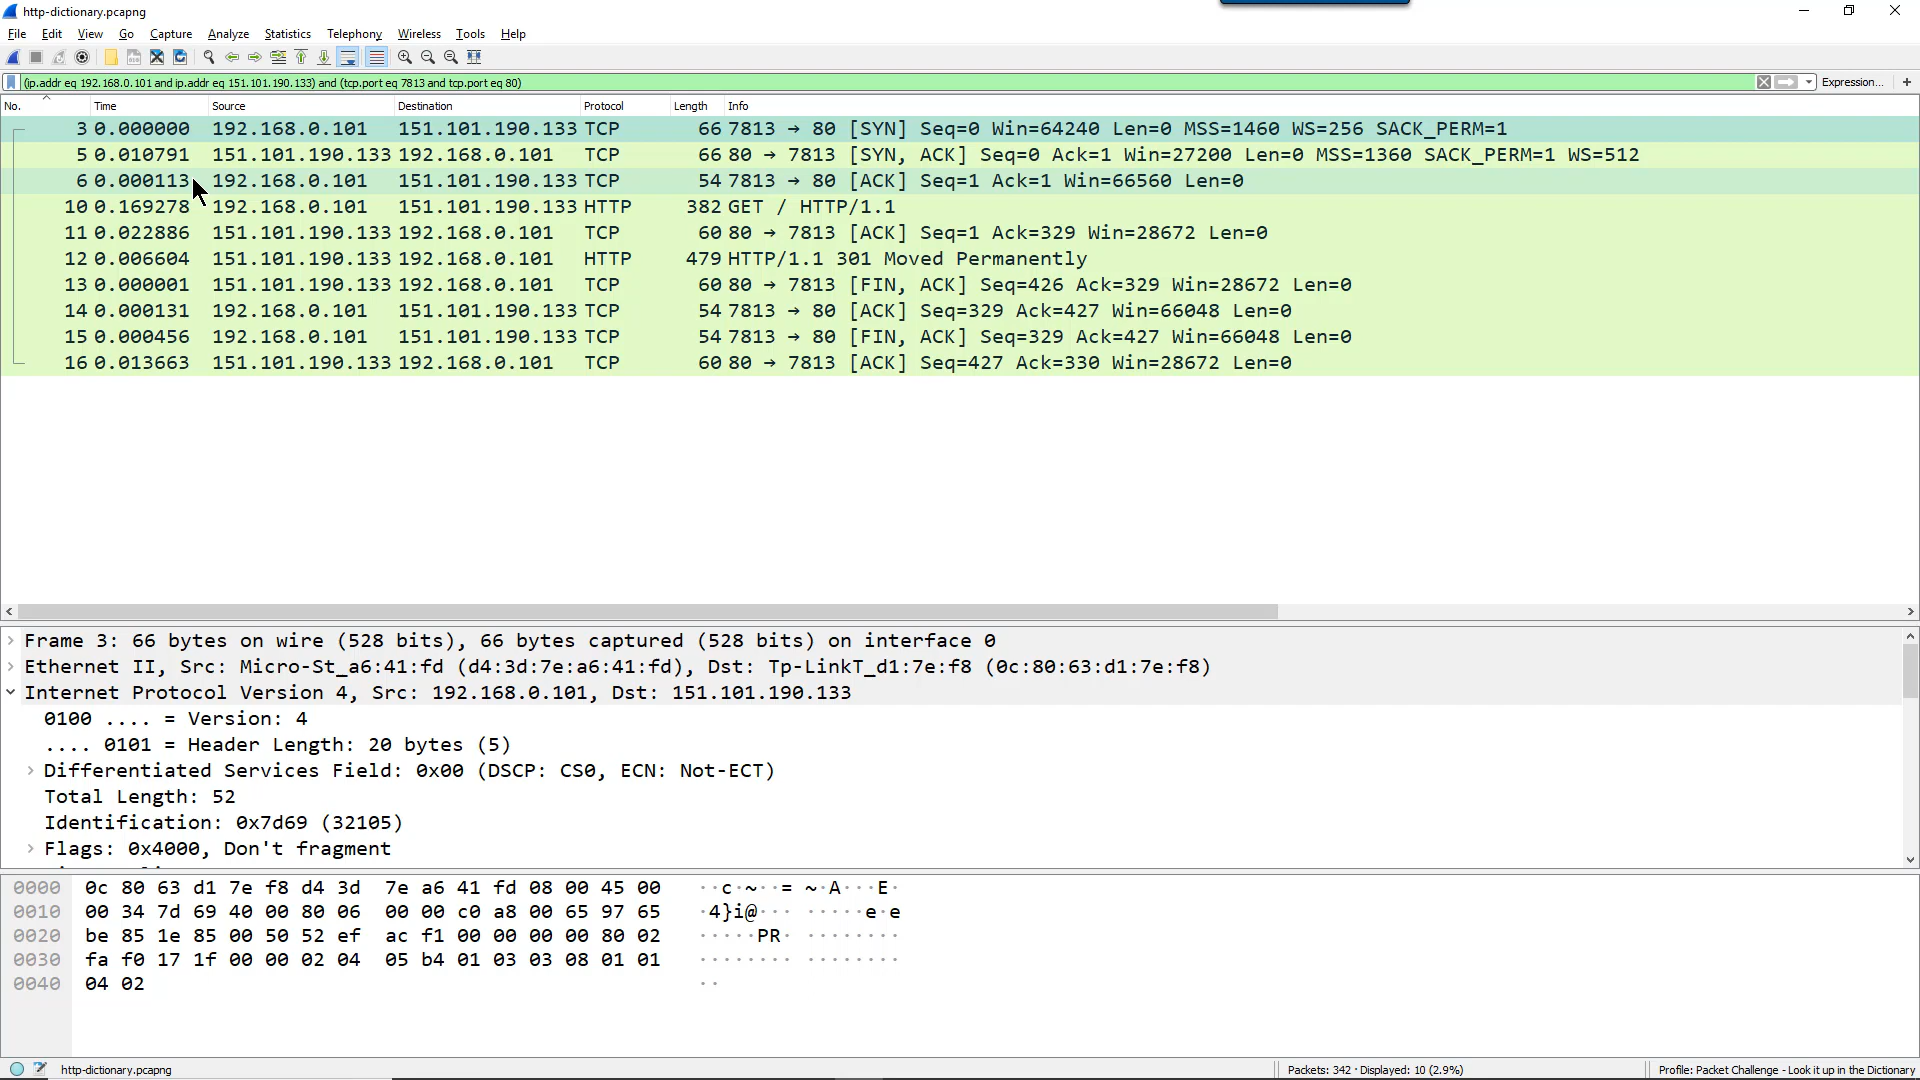 http-dictionary.pcapng
File Edit View Go Capture Analyze Statistics Telephony Wireless Tools Help
(ip.addr eq 192.168.0.101 and ip.addr eq 151.101.190.133) and (tcp.port eq 7813 and tcp.port eq 80) Expression... +
No. Time Source Destination Protocol Length Info
3 0.000000 192.168.0.101 151.101.190.133 TCP 66 7813 → 80 [SYN] Seq=0 Win=64240 Len=0 MSS=1460 WS=256 SACK_PERM=1
5 0.010791 151.101.190.133 192.168.0.101 TCP 66 80 → 7813 [SYN, ACK] Seq=0 Ack=1 Win=27200 Len=0 MSS=1360 SACK_PERM=1 WS=512
6 0.000113 192.168.0.101 151.101.190.133 TCP 54 7813 → 80 [ACK] Seq=1 Ack=1 Win=66560 Len=0
10 0.169278 192.168.0.101 151.101.190.133 HTTP 382 GET / HTTP/1.1
11 0.022886 151.101.190.133 192.168.0.101 TCP 60 80 → 7813 [ACK] Seq=1 Ack=329 Win=28672 Len=0
12 0.006604 151.101.190.133 192.168.0.101 HTTP 479 HTTP/1.1 301 Moved Permanently
13 0.000001 151.101.190.133 192.168.0.101 TCP 60 80 → 7813 [FIN, ACK] Seq=426 Ack=329 Win=28672 Len=0
14 0.000131 192.168.0.101 151.101.190.133 TCP 54 7813 → 80 [ACK] Seq=329 Ack=427 Win=66048 Len=0
15 0.000456 192.168.0.101 151.101.190.133 TCP 54 7813 → 80 [FIN, ACK] Seq=329 Ack=427 Win=66048 Len=0
16 0.013663 151.101.190.133 192.168.0.101 TCP 60 80 → 7813 [ACK] Seq=427 Ack=330 Win=28672 Len=0
Frame 3: 66 bytes on wire (528 bits), 66 bytes captured (528 bits) on interface 0
Ethernet II, Src: Micro-St_a6:41:fd (d4:3d:7e:a6:41:fd), Dst: Tp-LinkT_d1:7e:f8 (0c:80:63:d1:7e:f8)
Internet Protocol Version 4, Src: 192.168.0.101, Dst: 151.101.190.133
0100 .... = Version: 4
.... 0101 = Header Length: 20 bytes (5)
Differentiated Services Field: 0x00 (DSCP: CS0, ECN: Not-ECT)
Total Length: 52
Identification: 0x7d69 (32105)
Flags: 0x4000, Don't fragment
0000 0c 80 63 d1 7e f8 d4 3d 7e a6 41 fd 08 00 45 00 ··c·~··= ~·A···E·
0010 00 34 7d 69 40 00 80 06 00 00 c0 a8 00 65 97 65 ·4}i@··· ·····e·e
0020 be 85 1e 85 00 50 52 ef ac f1 00 00 00 00 80 02 ·····PR· ········
0030 fa f0 17 1f 00 00 02 04 05 b4 01 03 03 08 01 01 ········ ········
0040 04 02 ··
http-dictionary.pcapng Packets: 342 · Displayed: 10 (2.9%) Profile: Packet Challenge - Look it up in the Dictionary